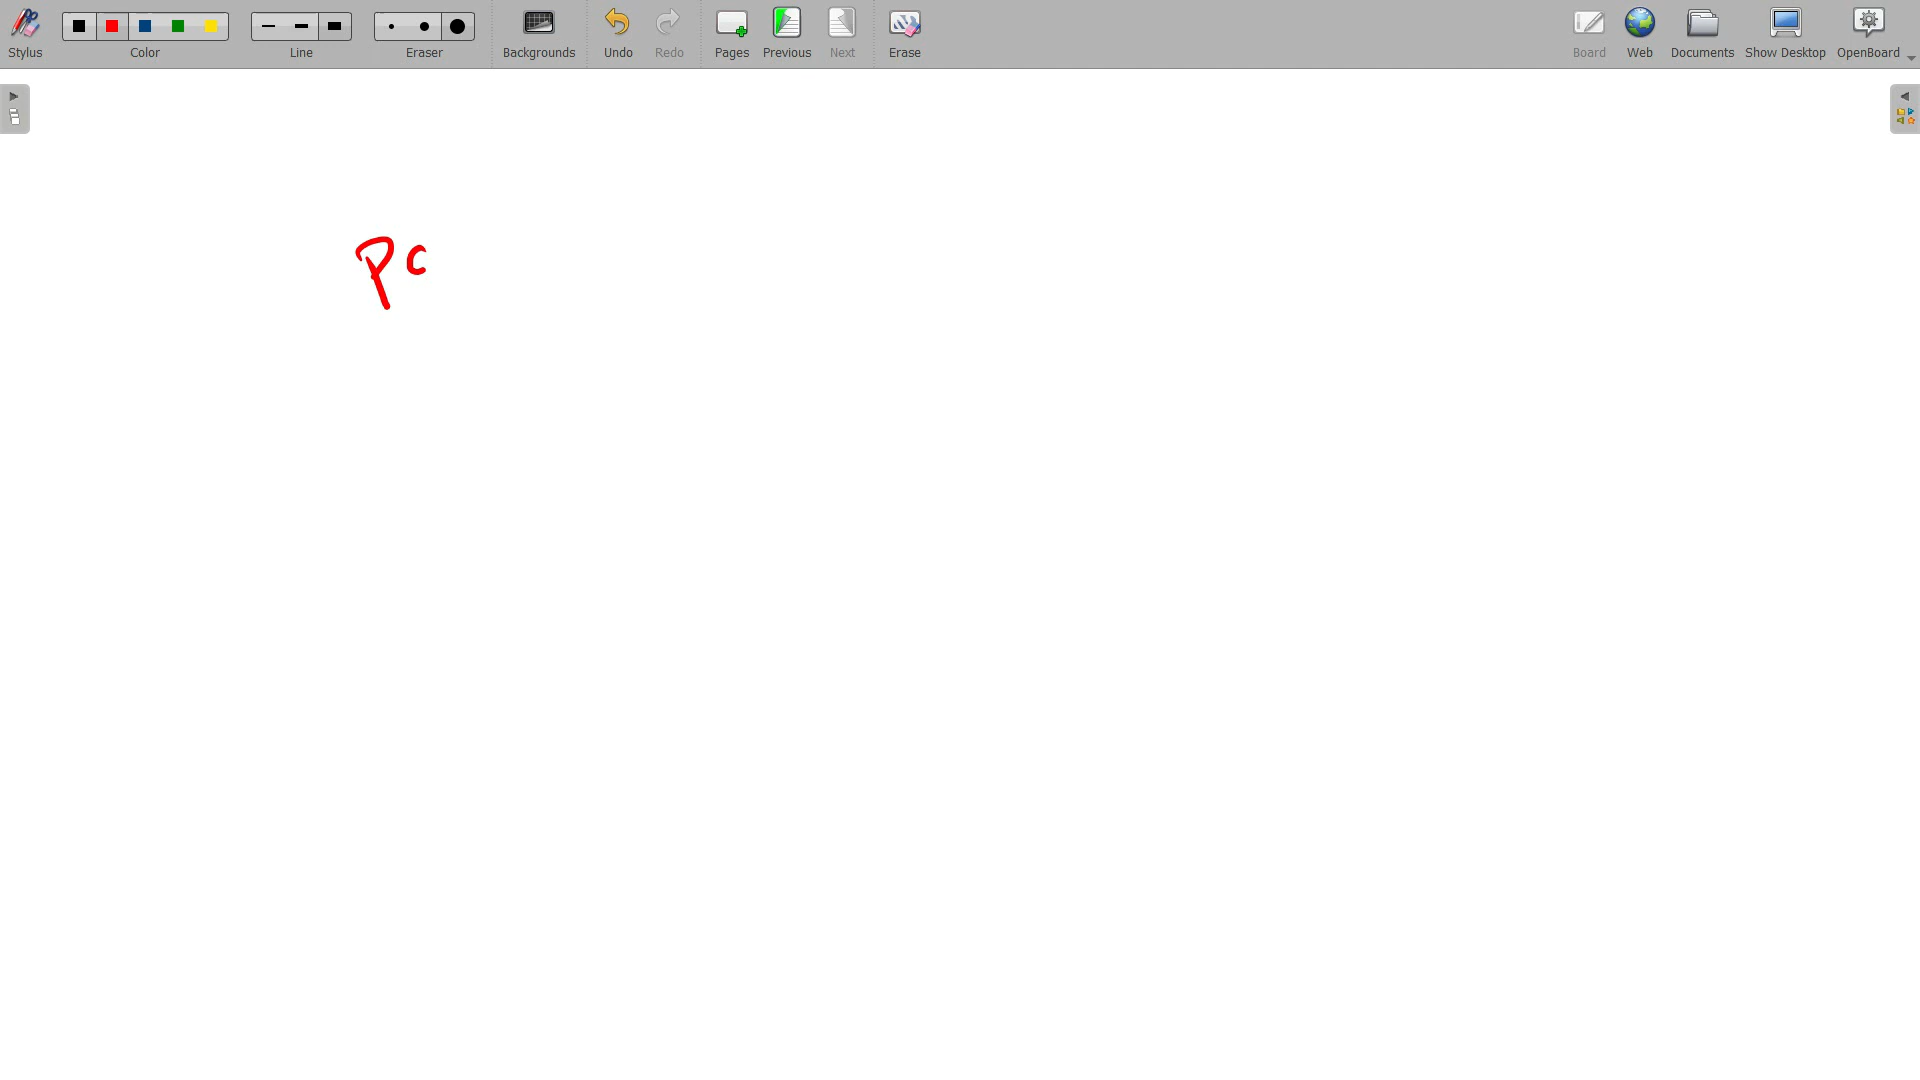 Stylus
Color
Line
Eraser
Backgrounds
Undo
Redo
Pages
Previous
Next
Erase
Board
Web
Documents
Show Desktop
OpenBoard
Pc